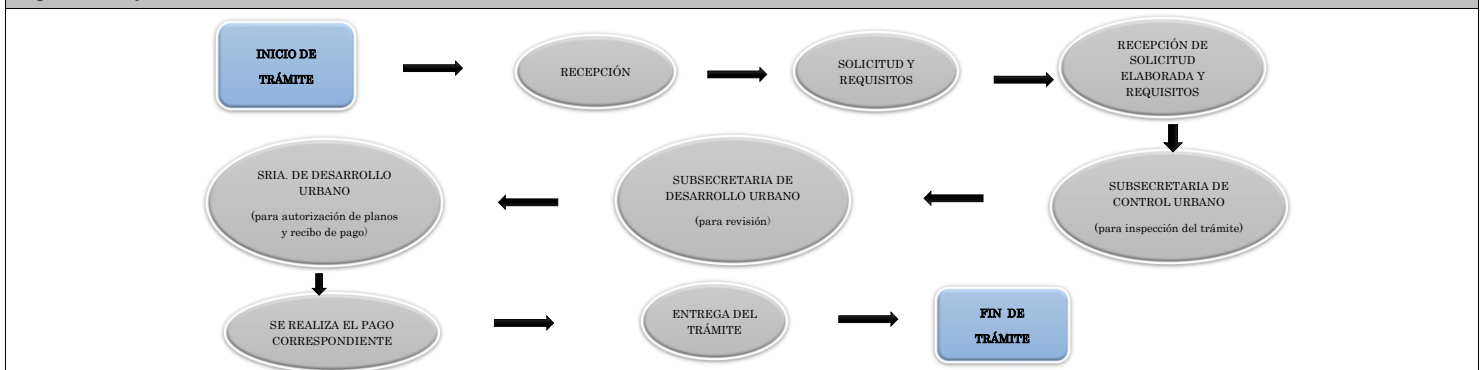 INICIO DE
TRÁMITE
RECEPCIÓN
SOLICITUD Y
REQUISITOS
RECEPCIÓN DE
SOLICITUD
ELABORADA Y
REQUISITOS
SUBSECRETARIA DE
CONTROL URBANO
(para inspección del trámite)
SUBSECRETARIA DE
DESARROLLO URBANO
(para revisión)
SRIA. DE DESARROLLO
URBANO
(para autorización de planos
y recibo de pago)
SE REALIZA EL PAGO
CORRESPONDIENTE
ENTREGA DEL
TRÁMITE
FIN DE
TRÁMITE